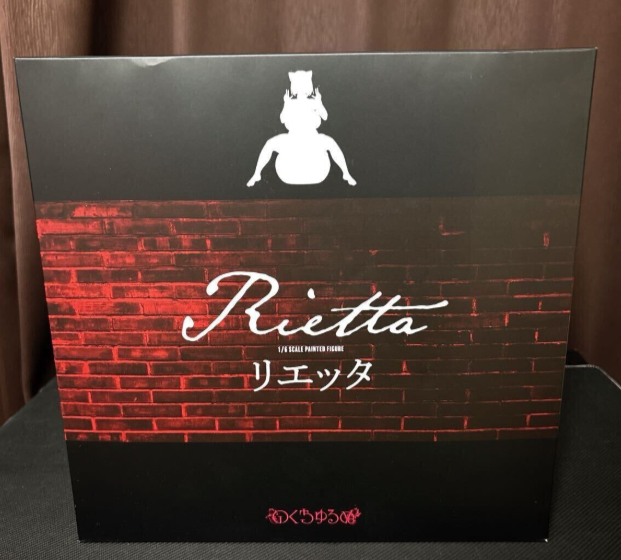 Rietta
1/6 SCALE PAINTED FIGURE
リエッタ